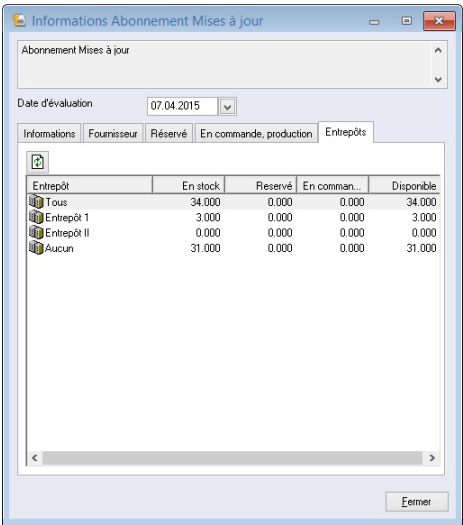 Informations Abonnement Mises à jour
Abonnement Mises à jour
Date d'évaluation 07.04.2015
Informations Fournisseur Réservé En commande, production Entrepôts
Entrepôt En stock Reservé En comman... Disponible
Tous 34.000 0.000 0.000 34.000
Entrepôt 1 3.000 0.000 0.000 3.000
Entrepôt II 0.000 0.000 0.000 0.000
Aucun 31.000 0.000 0.000 31.000
Fermer